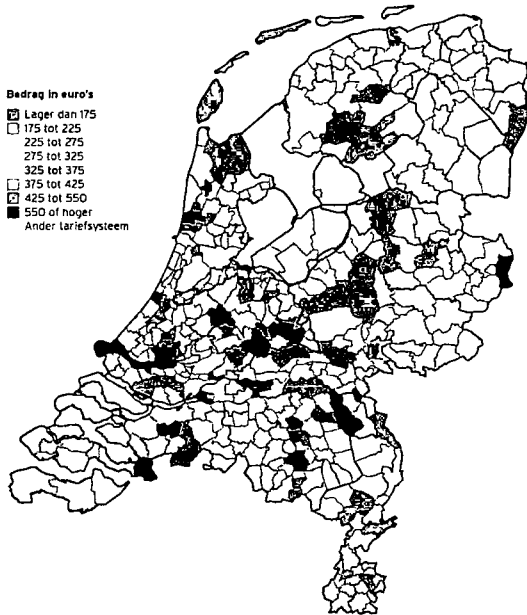 Bedrag in euro's
Lager dan 175
175 tot 225
225 tot 275
275 tot 325
325 tot 375
375 tot 425
425 tot 550
550 of hoger
Ander tariefsysteem